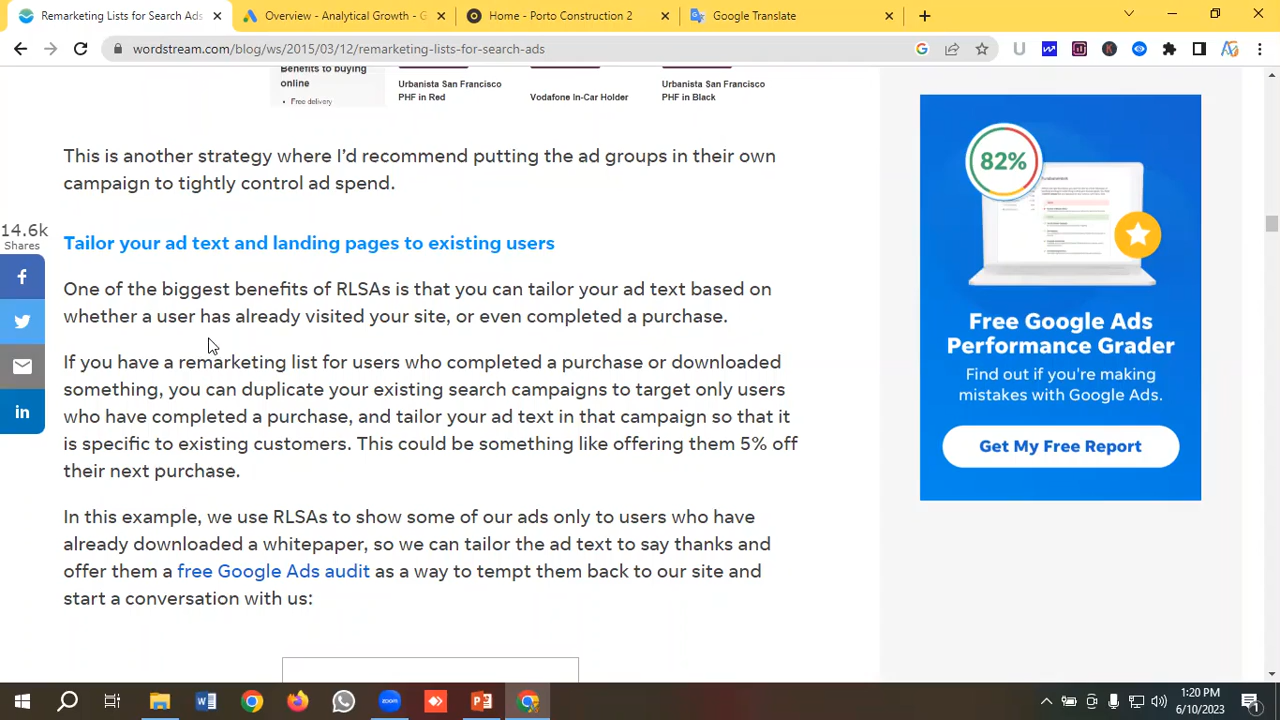 Remarketing Lists for Search Ads
Overview - Analytical Growth - G
Home - Porto Construction 2
Google Translate
wordstream.com/blog/ws/2015/03/12/remarketing-lists-for-search-ads
Benefits to buying
online
• Free delivery
Urbanista San Francisco
PHF in Red
Vodafone In-Car Holder
Urbanista San Francisco
PHF in Black
This is another strategy where I'd recommend putting the ad groups in their own
campaign to tightly control ad spend.
14.6k
Shares
Tailor your ad text and landing pages to existing users
One of the biggest benefits of RLSAs is that you can tailor your ad text based on
whether a user has already visited your site, or even completed a purchase.
If you have a remarketing list for users who completed a purchase or downloaded
something, you can duplicate your existing search campaigns to target only users
who have completed a purchase, and tailor your ad text in that campaign so that it
is specific to existing customers. This could be something like offering them 5% off
their next purchase.
In this example, we use RLSAs to show some of our ads only to users who have
already downloaded a whitepaper, so we can tailor the ad text to say thanks and
offer them a free Google Ads audit as a way to tempt them back to our site and
start a conversation with us:
82%
Free Google Ads
Performance Grader
Find out if you're making
mistakes with Google Ads.
Get My Free Report
zoom
1:20 PM
6/10/2023